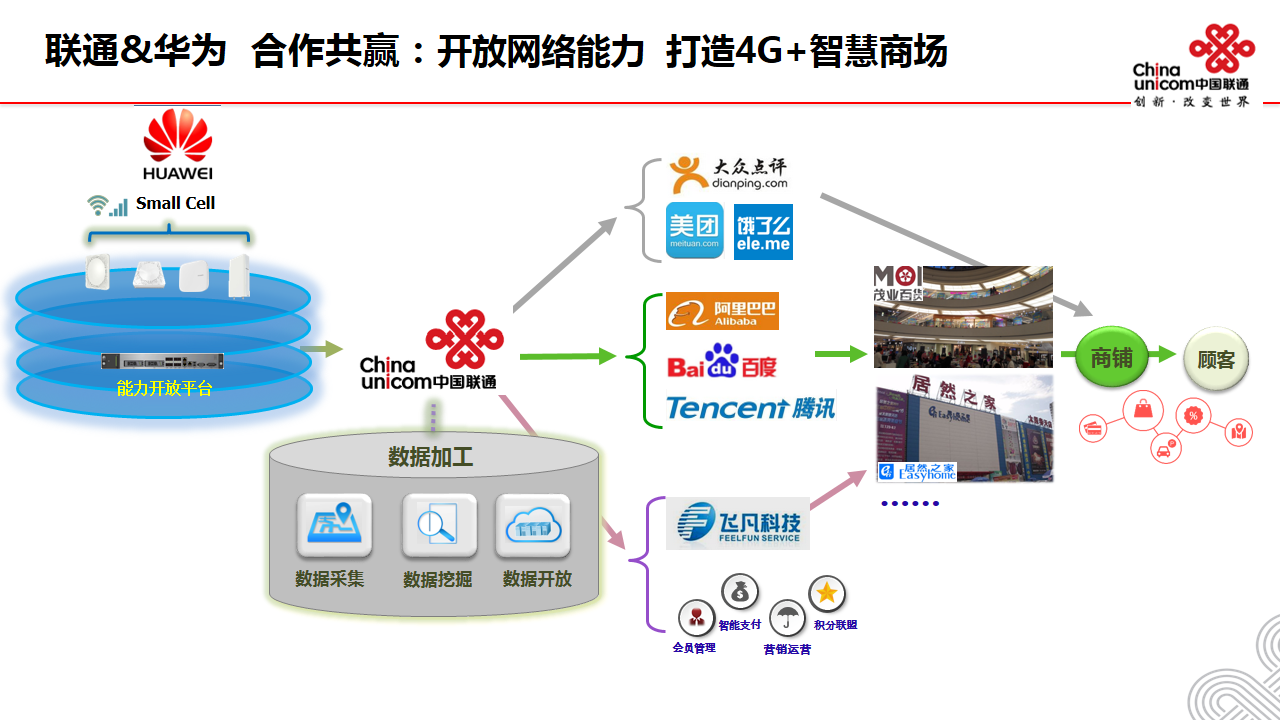 联通&华为 合作共赢：开放网络能力 打造4G+智慧商场
China
unicom中国联通
创新·改变世界
HUAWEI
Small Cell
能力开放平台
China
unicom中国联通
数据加工
数据采集
数据挖掘
数据开放
大众点评
dianping.com
美团
meituan.com
饿了么
ele.me
阿里巴巴
Alibaba
Bai du 百度
Tencent 腾讯
飞凡科技
FEELFUN SERVICE
会员管理
智能支付
营销运营
积分联盟
MOI
茂业百货
居然之家
居然之家
Easyhome
......
商铺
顾客